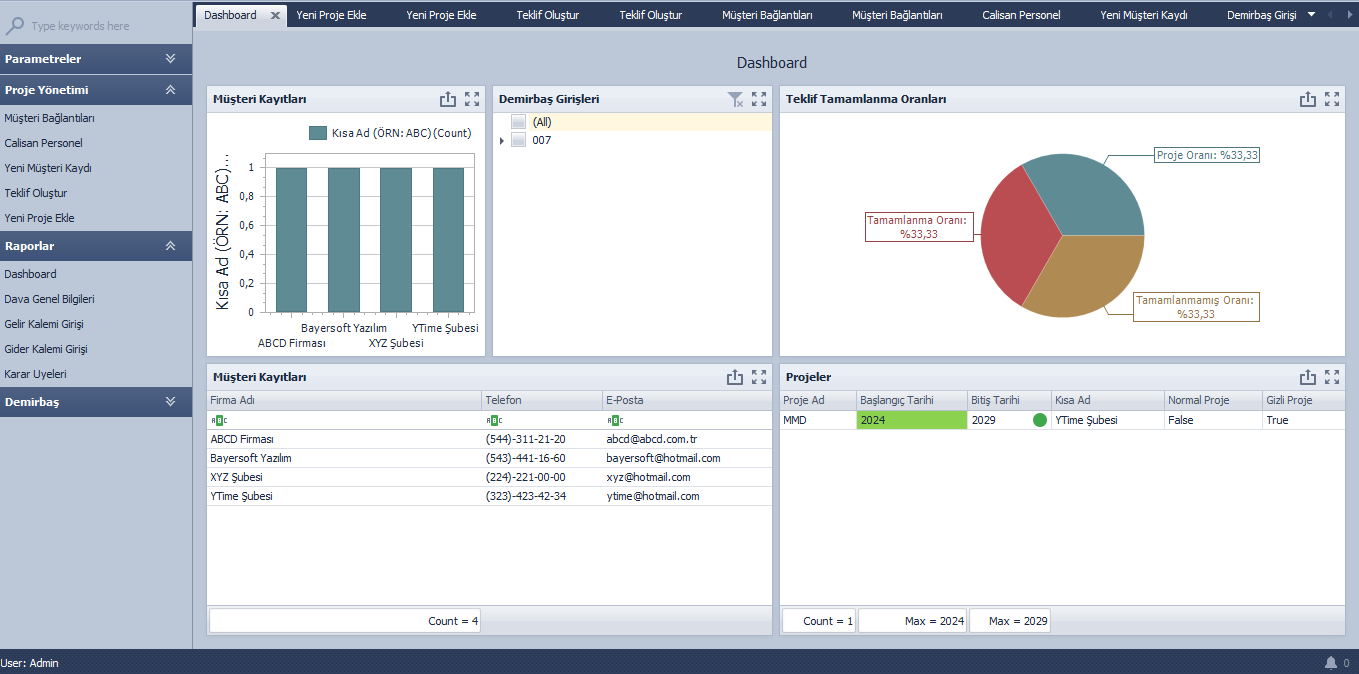 Type keywords here
Dashboard
Yeni Proje Ekle
Yeni Proje Ekle
Teklif Oluştur
Teklif Oluştur
Müşteri Bağlantıları
Müşteri Bağlantıları
Calisan Personel
Yeni Müşteri Kaydı
Demirbaş Girişi
Parametreler
Proje Yönetimi
Müşteri Bağlantıları
Calisan Personel
Yeni Müşteri Kaydı
Teklif Oluştur
Yeni Proje Ekle
Raporlar
Dashboard
Dava Genel Bilgileri
Gelir Kalemi Girişi
Gider Kalemi Girişi
Karar Uyeleri
Demirbaş
Dashboard
Müşteri Kayıtları
Kısa Ad (ÖRN: ABC) (Count)
Kısa Ad (ÖRN: ABC)...
1
0,8
0,6
0,4
0,2
0
Bayersoft Yazılım
YTime Şubesi
ABCD Firması
XYZ Şubesi
Demirbaş Girişleri
(All)
007
Teklif Tamamlanma Oranları
Proje Oranı: %33,33
Tamamlanma Oranı:
%33,33
Tamamlanmamış Oranı:
%33,33
Müşteri Kayıtları
Firma Adı Telefon E-Posta
ABC ABC ABC
ABCD Firması (544)-311-21-20 abcd@abcd.com.tr
Bayersoft Yazılım (543)-441-16-60 bayersoft@hotmail.com
XYZ Şubesi (224)-221-00-00 xyz@hotmail.com
YTime Şubesi (323)-423-42-34 ytime@hotmail.com
Count = 4
Projeler
Proje Ad Başlangıç Tarihi Bitiş Tarihi Kısa Ad Normal Proje Gizli Proje
MMD 2024 2029 YTime Şubesi False True
Count = 1 Max = 2024 Max = 2029
User: Admin
0